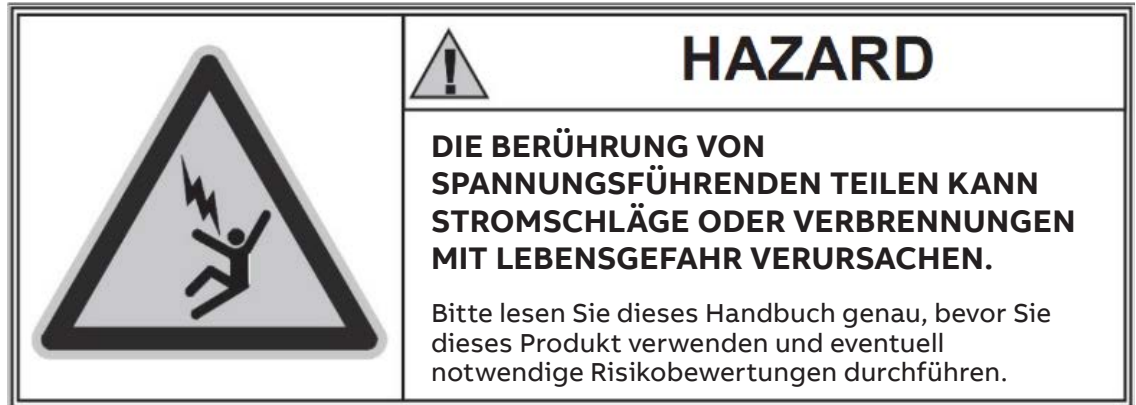 HAZARD
DIE BERÜHRUNG VON
SPANNUNGSFÜHRENDEN TEILEN KANN
STROMSCHLÄGE ODER VERBRENNUNGEN
MIT LEBENSGEFAHR VERURSACHEN.
Bitte lesen Sie dieses Handbuch genau, bevor Sie
dieses Produkt verwenden und eventuell
notwendige Risikobewertungen durchführen.